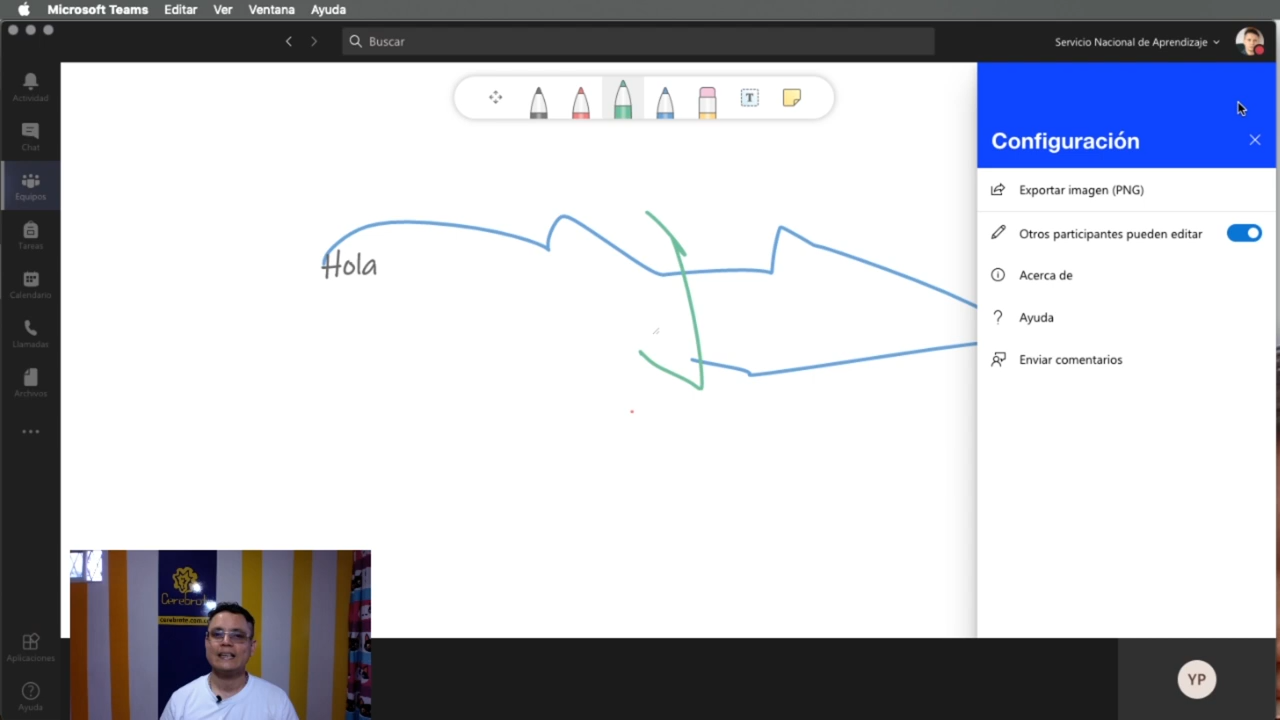 Microsoft Teams Editar Ver Ventana Ayuda
Buscar
Servicio Nacional de Aprendizaje
Actividad
Chat
Equipos
Tareas
Calendario
Llamadas
Archivos
Aplicaciones
Ayuda
T
Hola
Configuración
Exportar imagen (PNG)
Otros participantes pueden editar
Acerca de
Ayuda
Enviar comentarios
YP